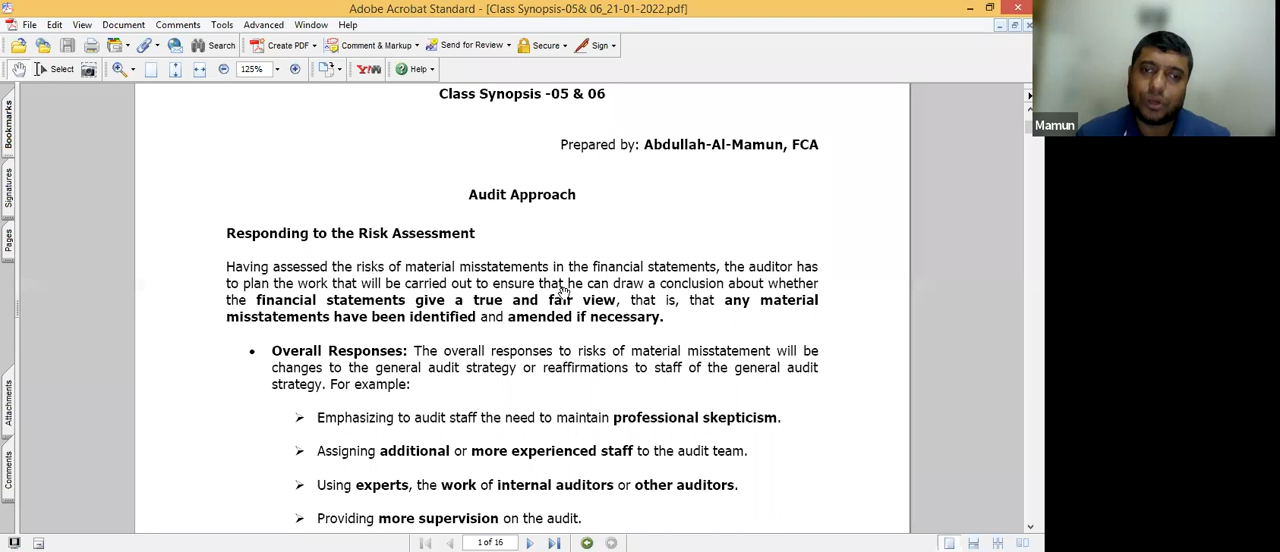 Adobe Acrobat Standard - [Class Synopsis-05& 06_21-01-2022.pdf]
File Edit View Document Comments Tools Advanced Window Help
Search Create PDF Comment & Markup Send for Review Secure Sign
Select 125% Y! Help
Bookmarks
Signatures
Pages
Attachments
Comments
Class Synopsis -05 & 06
Prepared by: Abdullah-Al-Mamun, FCA
Audit Approach
Responding to the Risk Assessment
Having assessed the risks of material misstatements in the financial statements, the auditor has
to plan the work that will be carried out to ensure that he can draw a conclusion about whether
the financial statements give a true and fair view, that is, that any material
misstatements have been identified and amended if necessary.
• Overall Responses: The overall responses to risks of material misstatement will be
changes to the general audit strategy or reaffirmations to staff of the general audit
strategy. For example:
➢ Emphasizing to audit staff the need to maintain professional skepticism.
➢ Assigning additional or more experienced staff to the audit team.
➢ Using experts, the work of internal auditors or other auditors.
➢ Providing more supervision on the audit.
1 of 16
Mamun